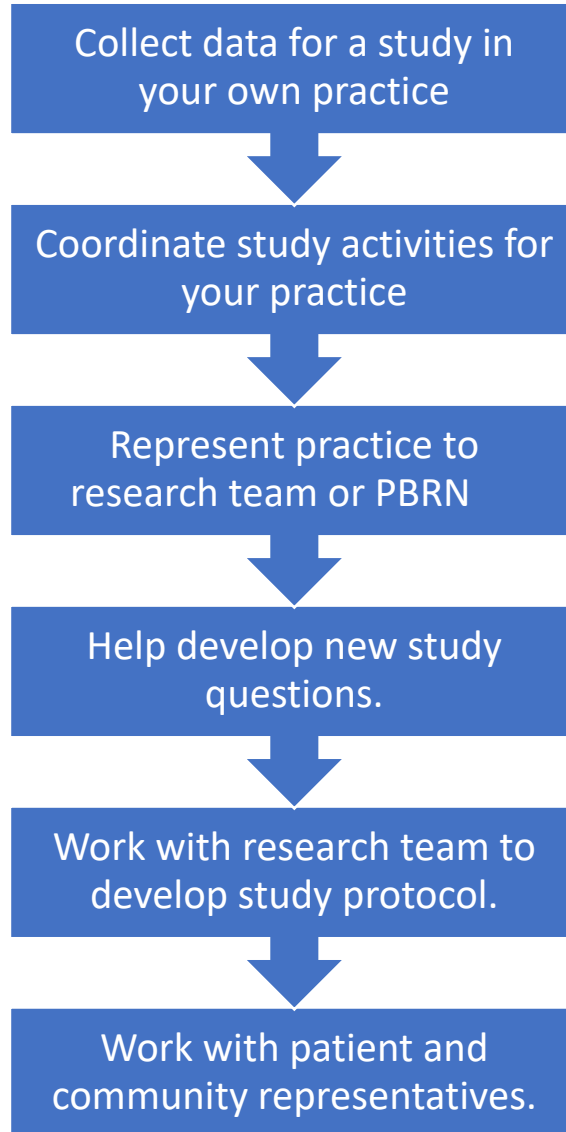 Collect data for a study in
your own practice
Coordinate study activities for
your practice
Represent practice to
research team or PBRN
Help develop new study
questions.
Work with research team to
develop study protocol.
Work with patient and
community representatives.